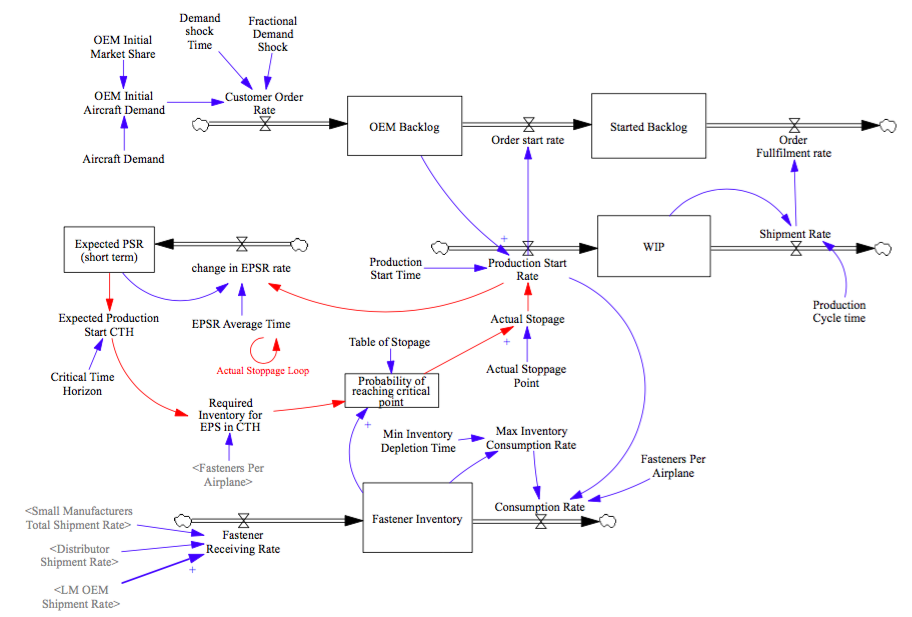 Demand
shock
Time
Fractional
Demand
Shock
OEM Initial
Market Share
OEM Initial
Aircraft Demand
Customer Order
Rate
Aircraft Demand
OEM Backlog
Order start rate
Started Backlog
Order
Fullfilment rate
Expected PSR
(short term)
change in EPSR rate
+
Production
Start Time
Production Start
Rate
WIP
Shipment Rate
Production
Cycle time
Expected Production
Start CTH
EPSR Average Time
Actual Stopage
+
Actual Stoppage Loop
Table of Stopage
Actual Stoppage
Point
Critical Time
Horizon
Probability of
reaching critical
point
+
Required
Inventory for
EPS in CTH
Min Inventory
Depletion Time
Max Inventory
Consumption Rate
<Fasteners Per
Airplane>
Fasteners Per
Airplane
<Small Manufacturers
Total Shipment Rate>
Fastener
Receiving Rate
Fastener Inventory
Consumption Rate
<Distributor
Shipment Rate>
+
<LM OEM
Shipment Rate>